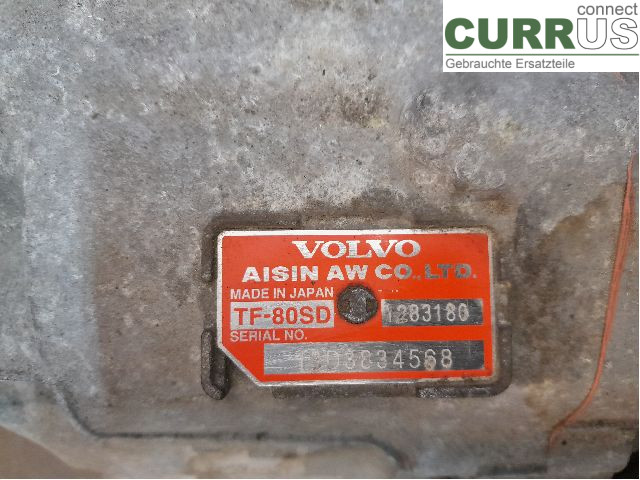 connect
CURRUS
Gebrauchte Ersatzteile
VOLVO
AISIN AW CO.,LTD.
MADE IN JAPAN
TF-80SD 1283186
SERIAL NO.